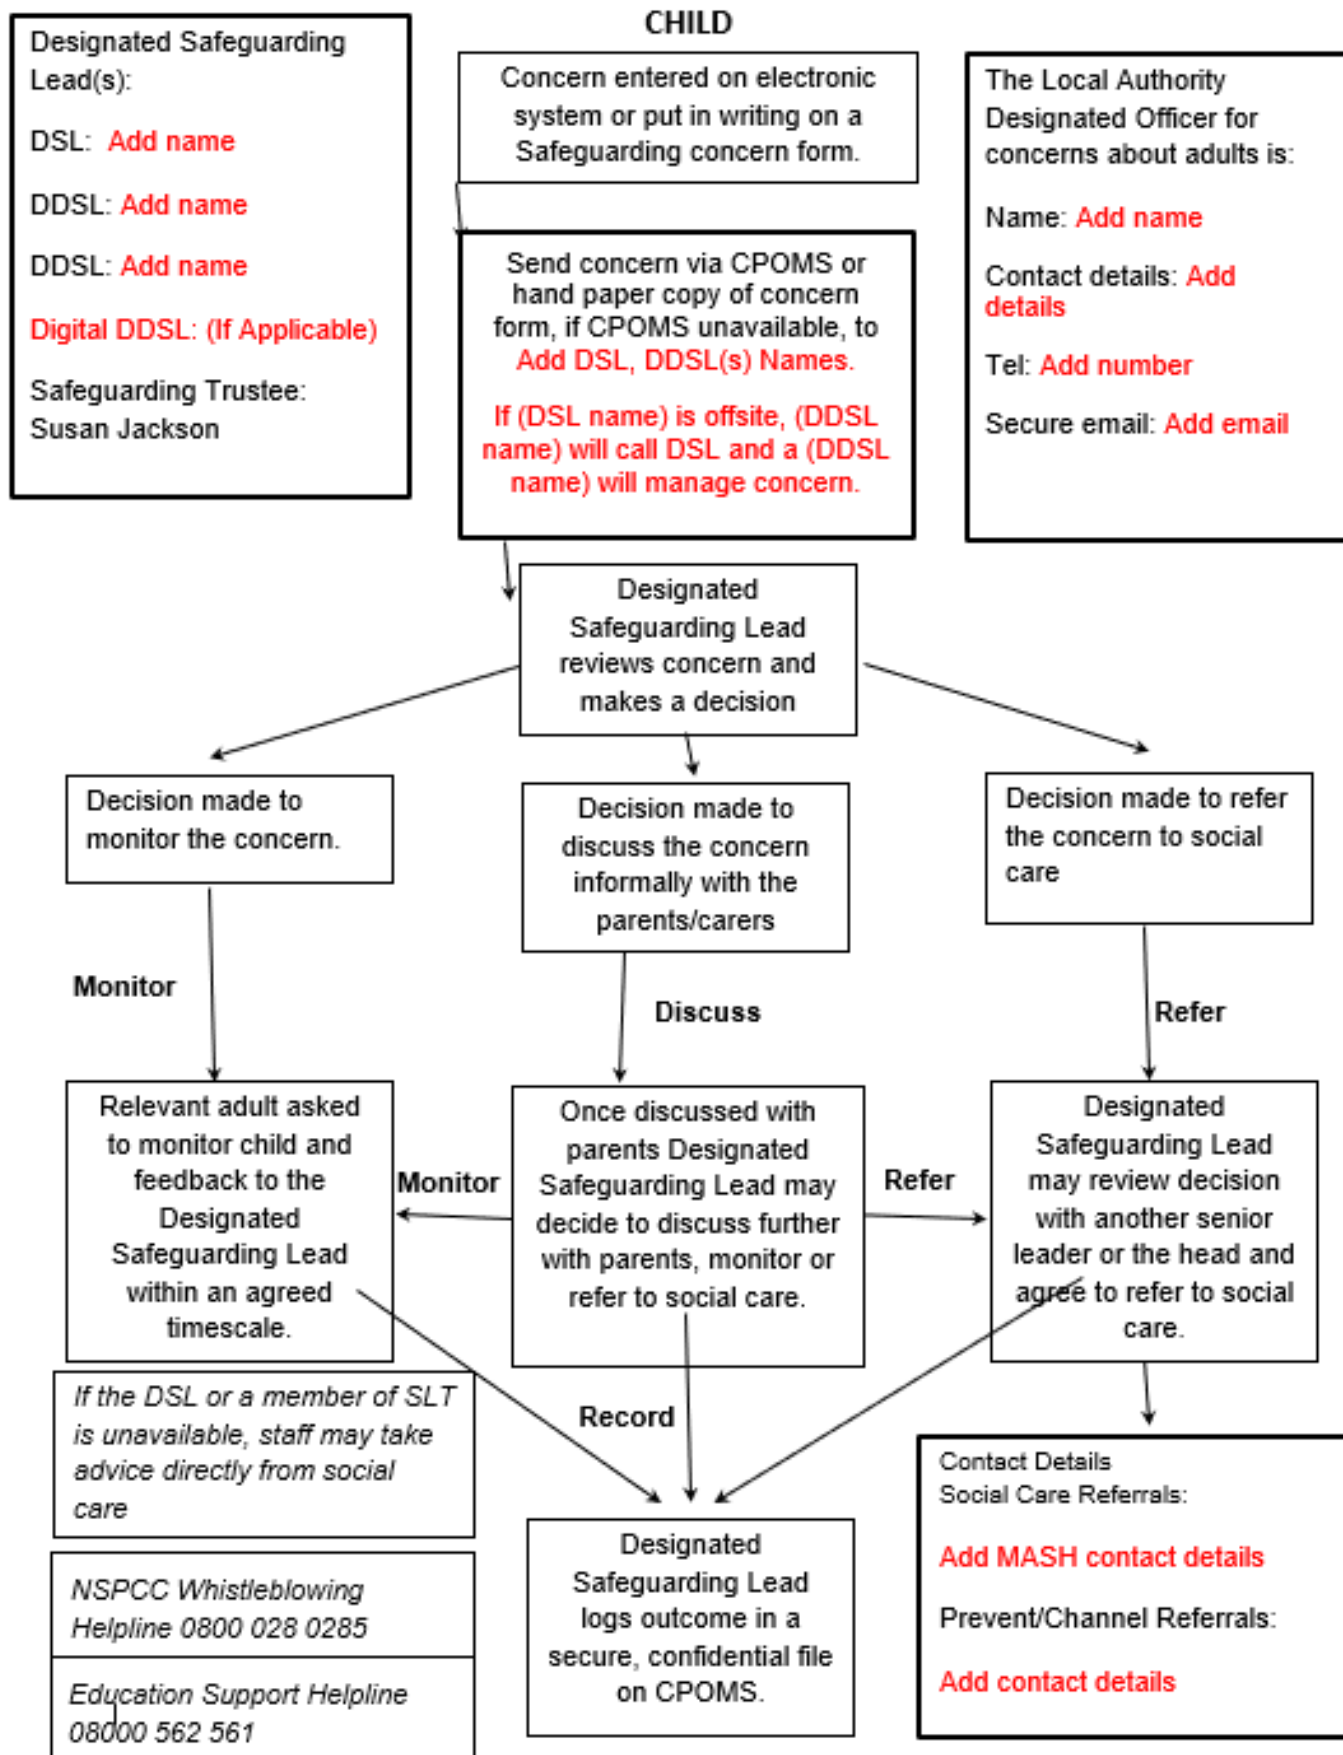 CHILD
Designated Safeguarding
Lead(s):
DSL: Add name
DDSL: Add name
DDSL: Add name
Digital DDSL: (If Applicable)
Safeguarding Trustee:
Susan Jackson
Concern entered on electronic
system or put in writing on a
Safeguarding concern form.
The Local Authority
Designated Officer for
concerns about adults is:
Name: Add name
Contact details: Add
details
Tel: Add number
Secure email: Add email
Send concern via CPOMS or
hand paper copy of concern
form, if CPOMS unavailable, to
Add DSL, DDSL(s) Names.
If (DSL name) is offsite, (DDSL
name) will call DSL and a (DDSL
name) will manage concern.
Designated
Safeguarding Lead
reviews concern and
makes a decision
Decision made to
monitor the concern.
Decision made to
discuss the concern
informally with the
parents/carers
Decision made to refer
the concern to social
care
Monitor
Discuss
Refer
Relevant adult asked
to monitor child and
feedback to the
Designated
Safeguarding Lead
within an agreed
timescale.
Monitor
Once discussed with
parents Designated
Safeguarding Lead may
decide to discuss further
with parents, monitor or
refer to social care.
Refer
Designated
Safeguarding Lead
may review decision
with another senior
leader or the head and
agree to refer to social
care.
If the DSL or a member of SLT
is unavailable, staff may take
advice directly from social
care
Record
NSPCC Whistleblowing
Helpline 0800 028 0285
Education Support Helpline
08000 562 561
Designated
Safeguarding Lead
logs outcome in a
secure, confidential file
on CPOMS.
Contact Details
Social Care Referrals:
Add MASH contact details
Prevent/Channel Referrals:
Add contact details